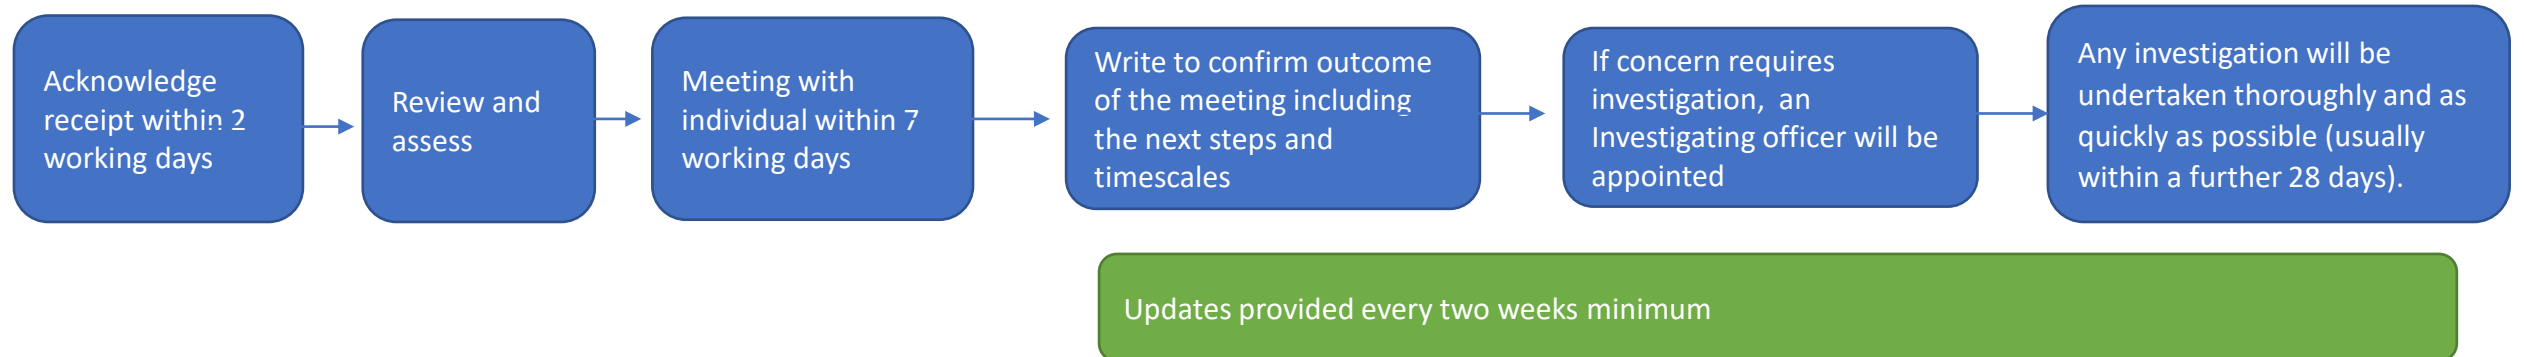 Acknowledge
receipt within 2
working days
Review and
assess
Meeting with
individual within 7
working days
Write to confirm outcome
of the meeting including
the next steps and
timescales
If concern requires
investigation,  an
Investigating officer will be
appointed
Any investigation will be
undertaken thoroughly and as
quickly as possible (usually
within a further 28 days).
Updates provided every two weeks minimum